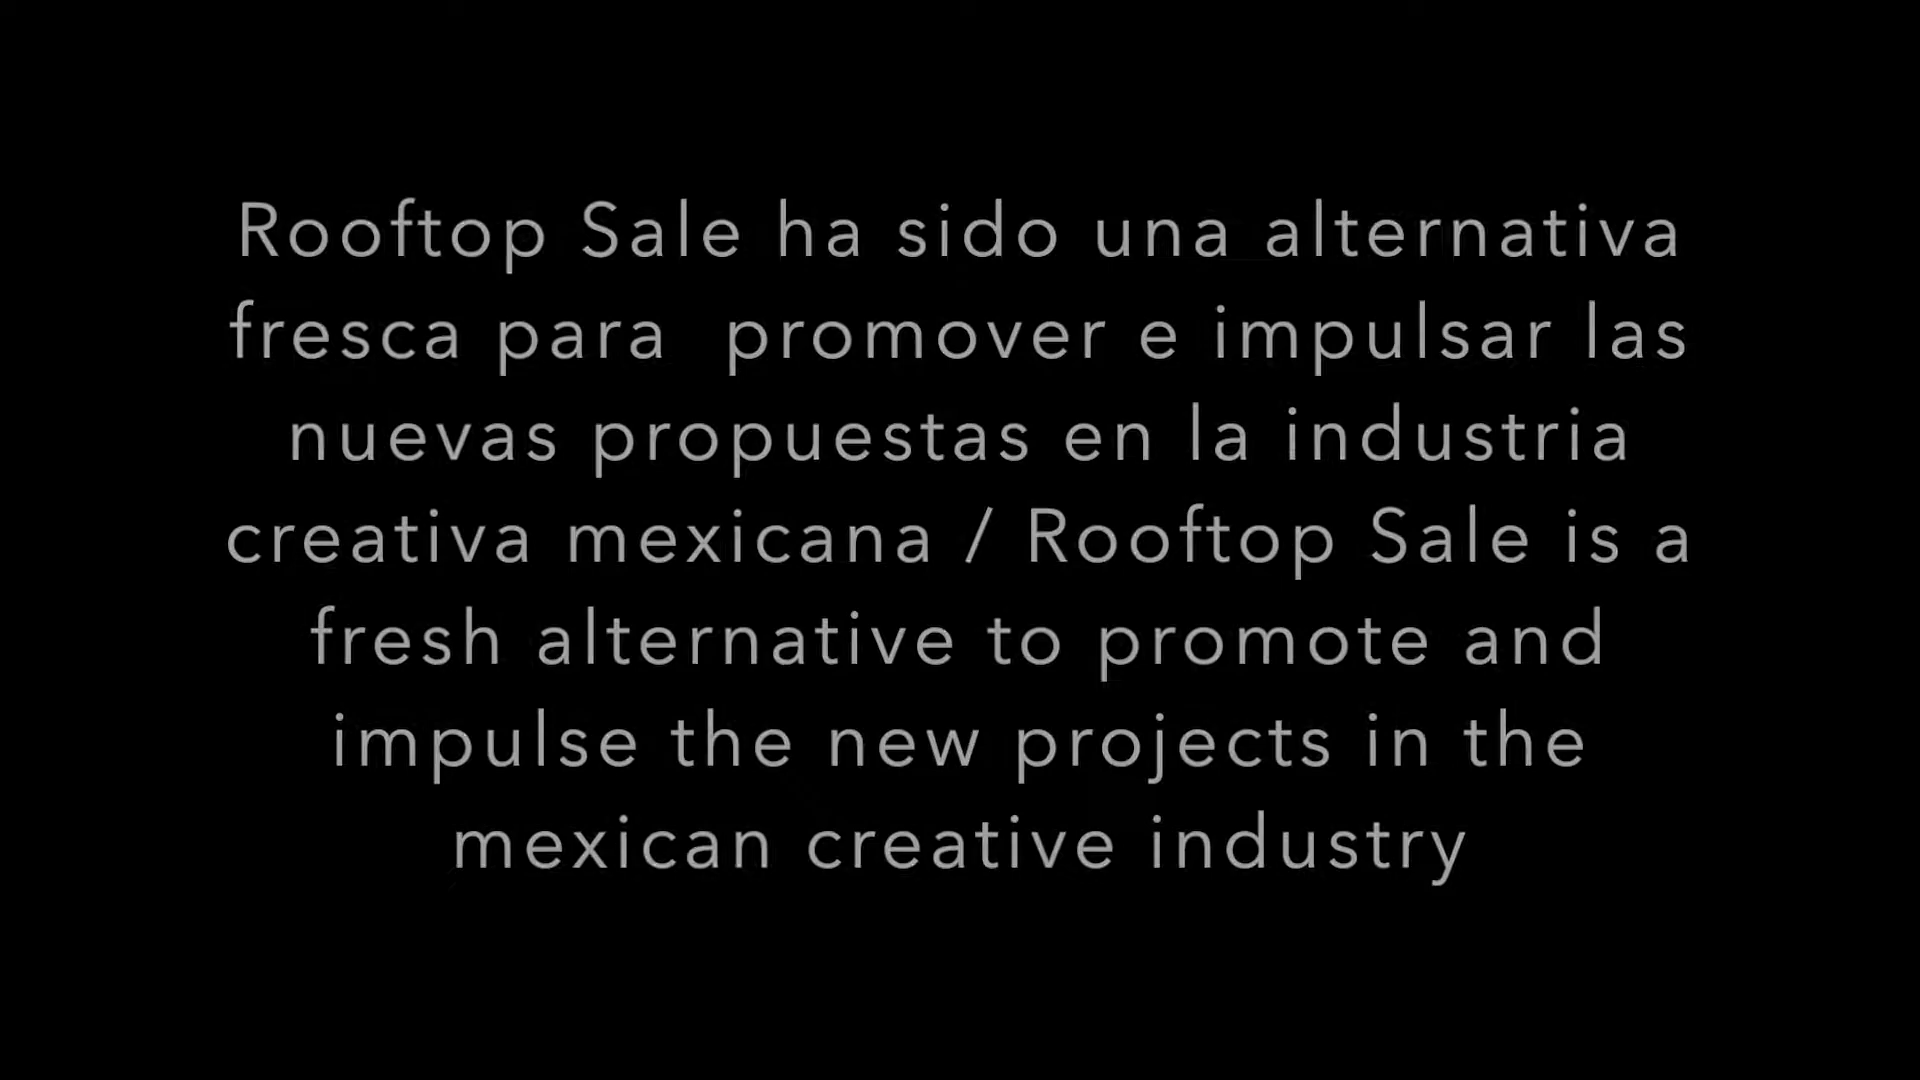 Rooftop Sale ha sido una alternativa
fresca para  promover e impulsar las
nuevas propuestas en la industria
creativa mexicana / Rooftop Sale is a
fresh alternative to promote and
impulse the new projects in the
mexican creative industry